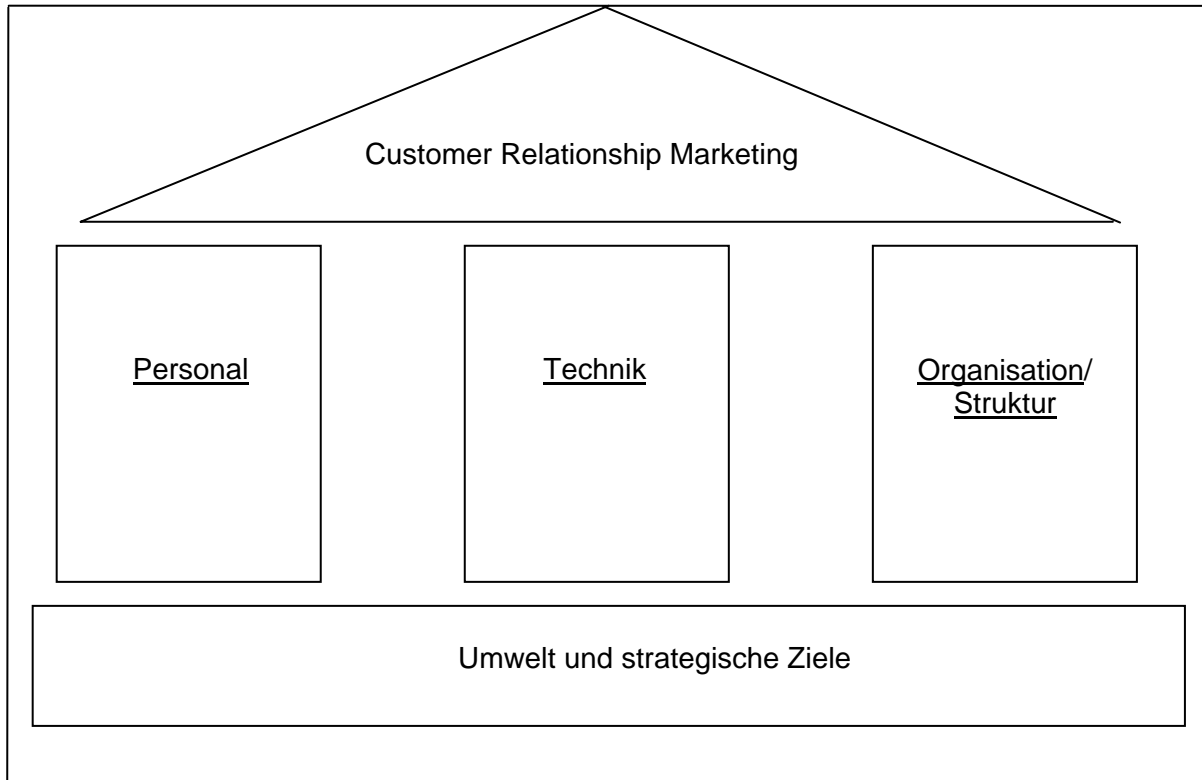 Customer Relationship Marketing
Personal
Technik
Organisation/
Struktur
Umwelt und strategische Ziele